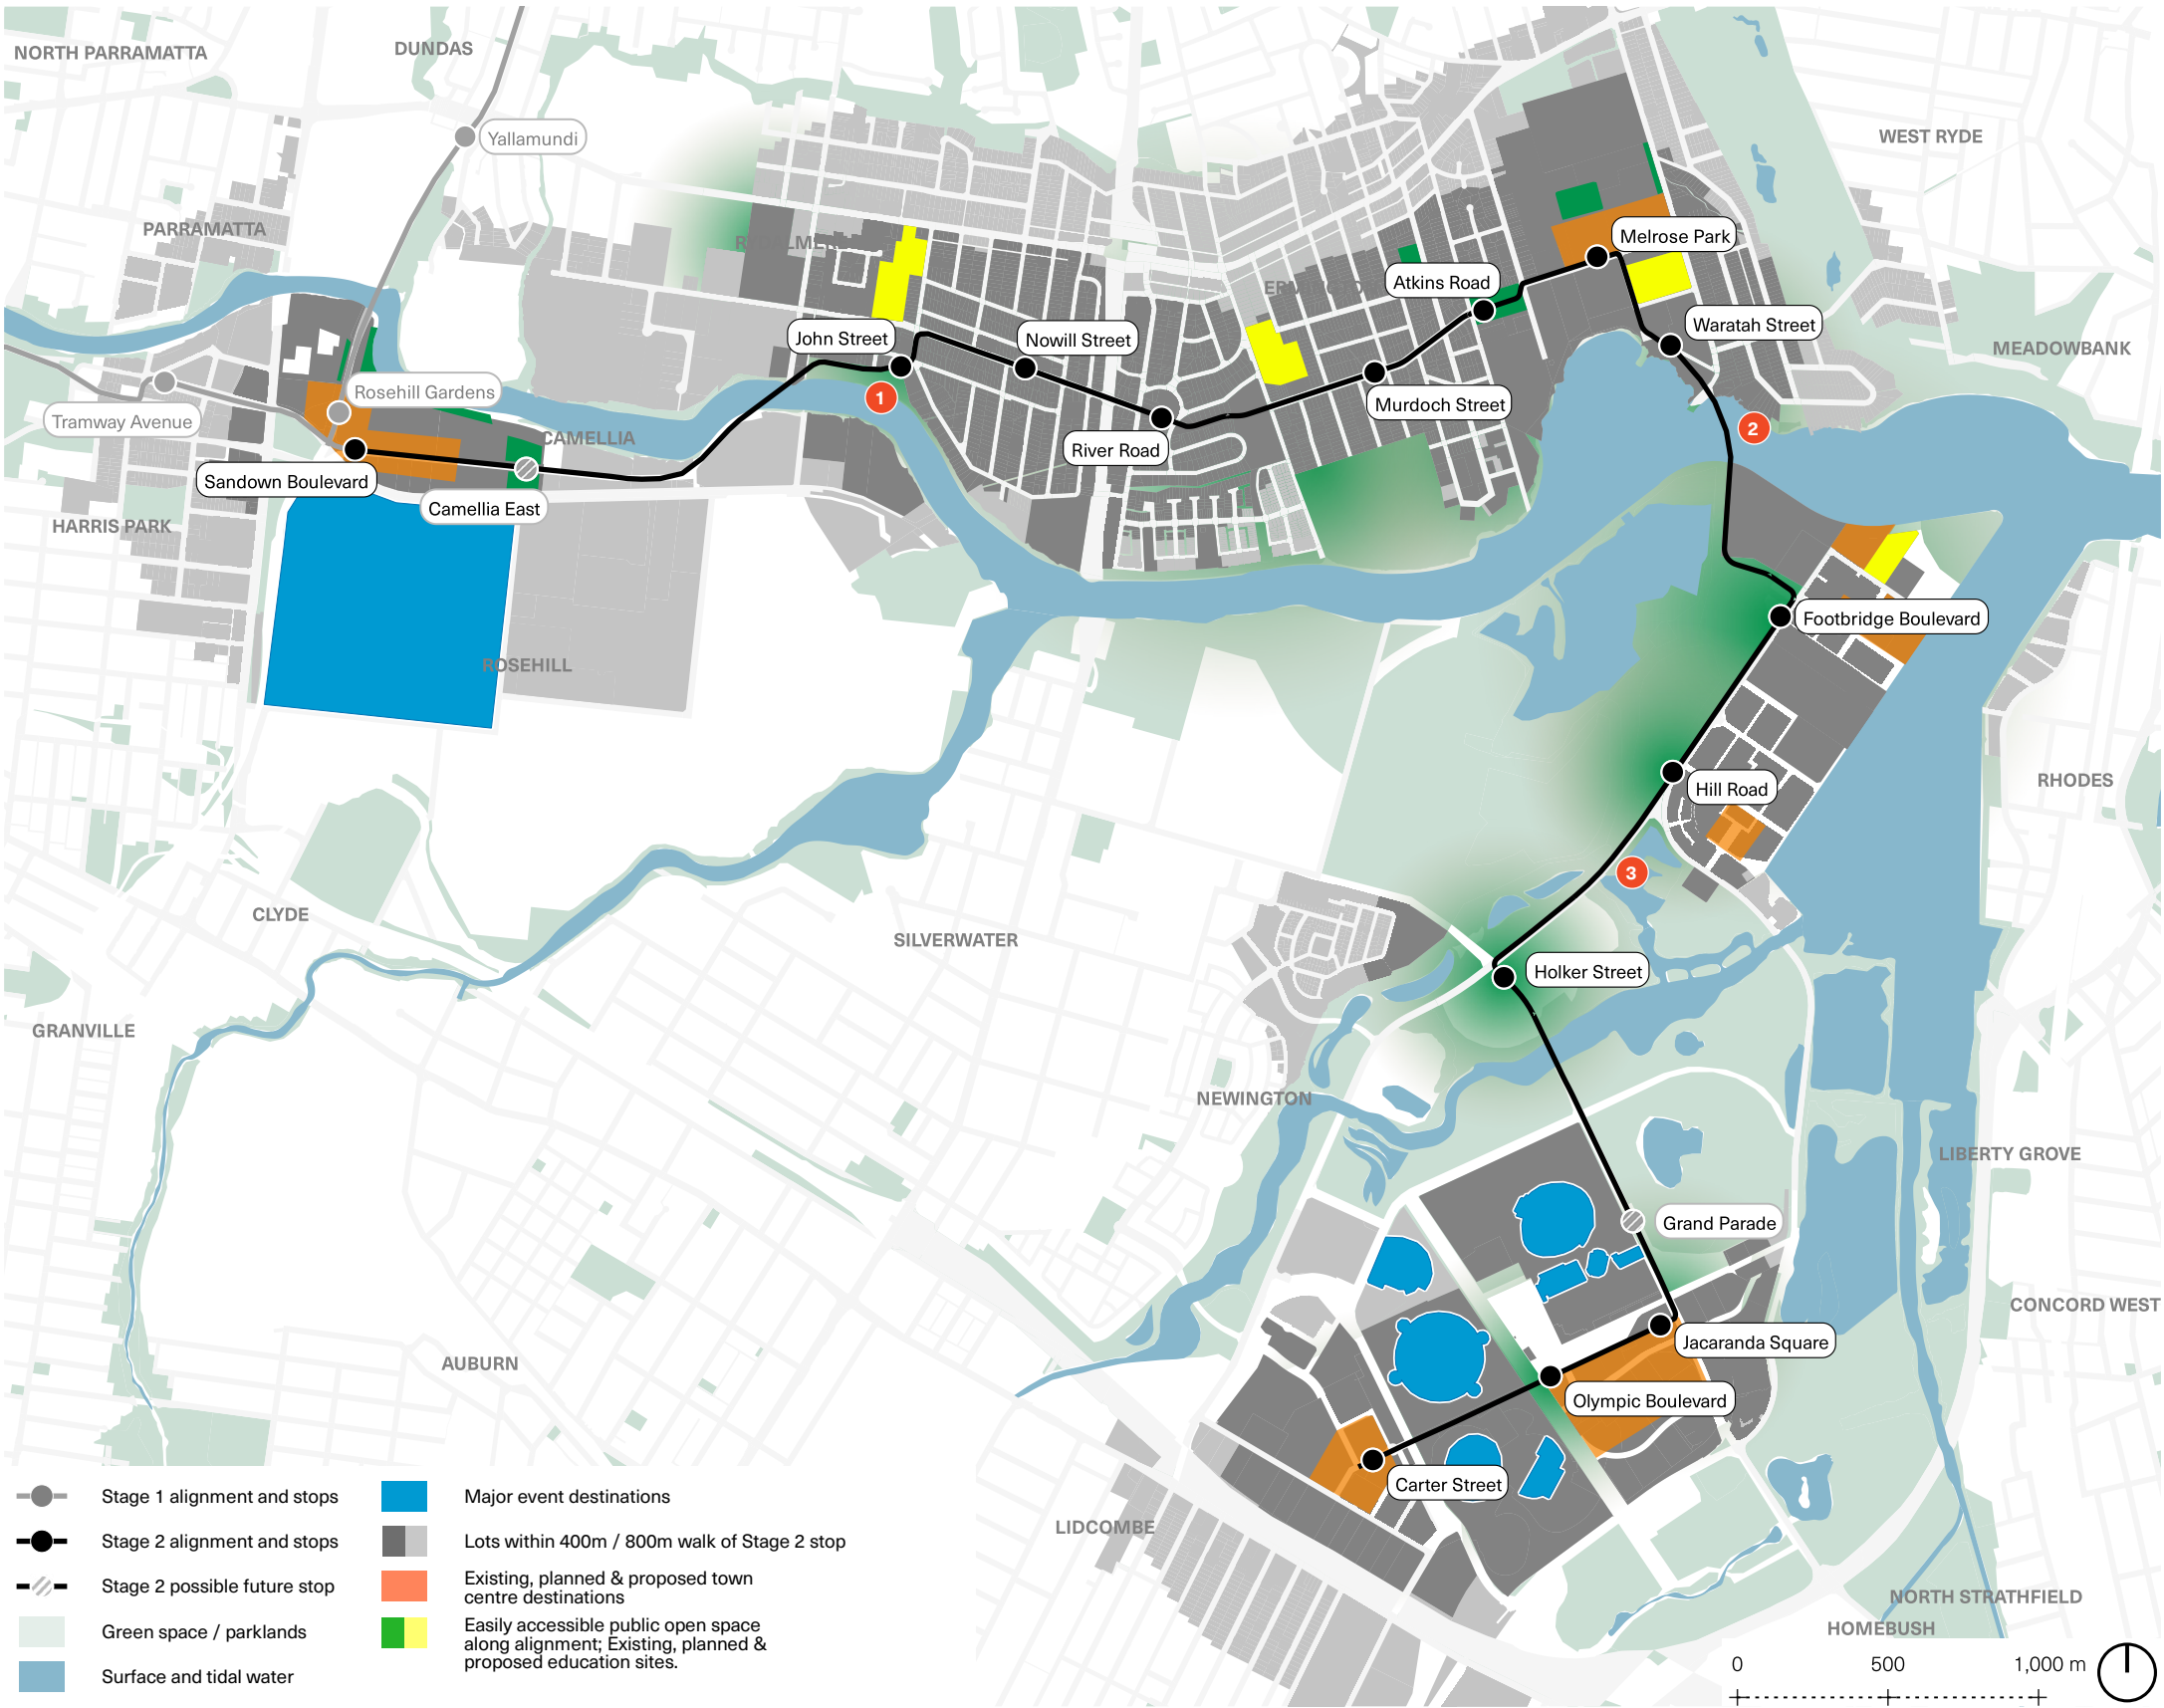 NORTH PARRAMATTA
DUNDAS
Yallamundi
WEST RYDE
PARRAMATTA
RYDALMERE
Melrose Park
Atkins Road
ERMINGTON
Waratah Street
John Street
Nowill Street
MEADOWBANK
Rosehill Gardens
1
Murdoch Street
Tramway Avenue
2
CAMELLIA
River Road
Sandown Boulevard
Camellia East
HARRIS PARK
Footbridge Boulevard
ROSEHILL
RHODES
Hill Road
3
CLYDE
SILVERWATER
Holker Street
GRANVILLE
NEWINGTON
LIBERTY GROVE
Grand Parade
CONCORD WEST
Jacaranda Square
AUBURN
Olympic Boulevard
Carter Street
LIDCOMBE
NORTH STRATHFIELD
HOMEBUSH
Stage 1 alignment and stops
Stage 2 alignment and stops
Stage 2 possible future stop
Green space / parklands
Surface and tidal water
Major event destinations
Lots within 400m / 800m walk of Stage 2 stop
Existing, planned & proposed town
centre destinations
Easily accessible public open space
along alignment; Existing, planned &
proposed education sites.
0 500 1,000 m